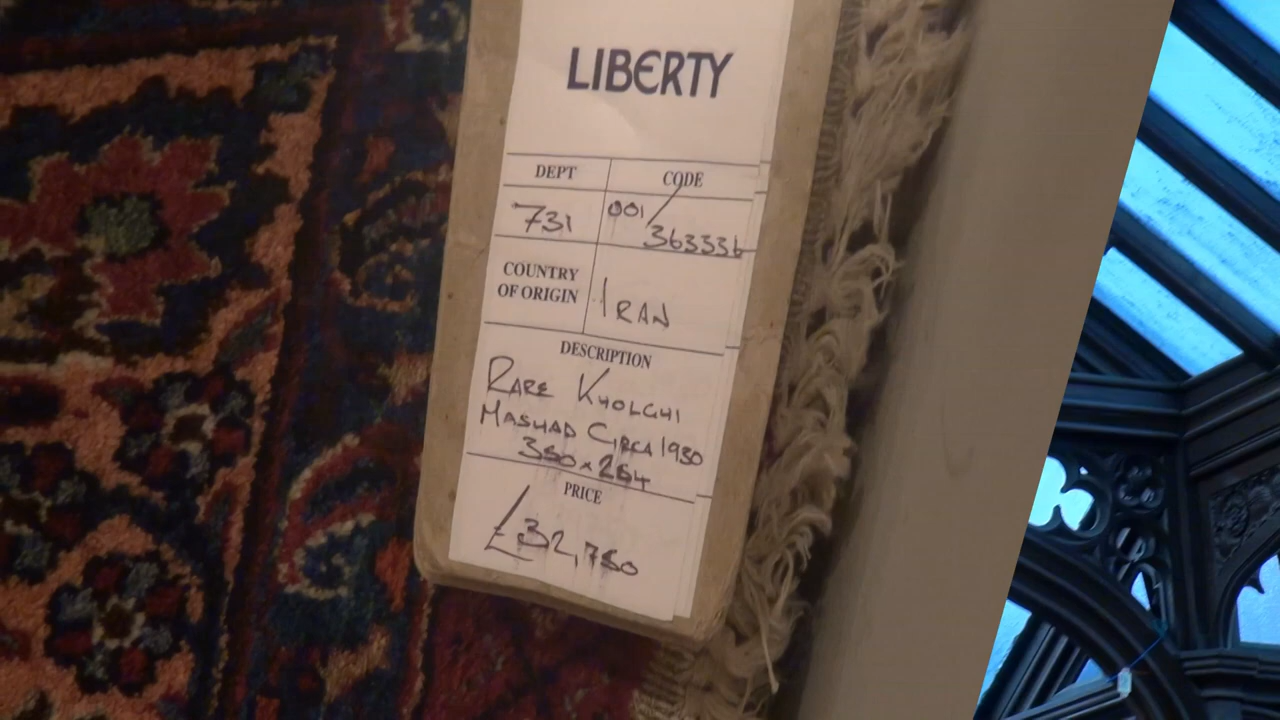 LIBERTY
DEPT CODE
731 001/363336
COUNTRY OF ORIGIN IRAN
DESCRIPTION
RARE KHOLGHI
MASHAD CIRCA 1930
350 x 264
PRICE
£32,750